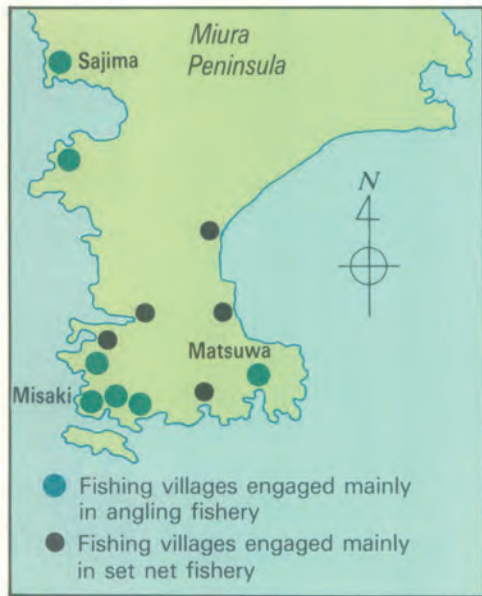 Miura
Peninsula
Sajima
N
Matsuwa
Misaki
Fishing villages engaged mainly
in angling fishery
Fishing villages engaged mainly
in set net fishery